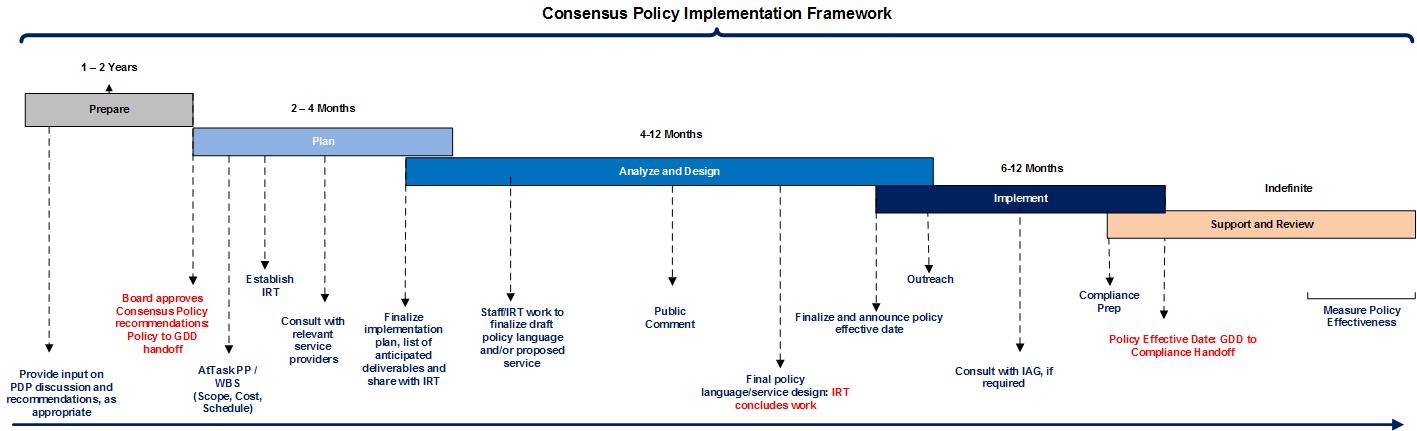 Consensus Policy Implementation Framework
1 – 2 Years
Prepare
2 – 4 Months
Plan
4-12 Months
Analyze and Design
6-12 Months
Implement
Indefinite
Support and Review
Provide input on
PDP discussion and
recommendations, as
appropriate
Board approves
Consensus Policy
recommendations:
Policy to GDD
handoff
AtTask PP /
WBS
(Scope, Cost,
Schedule)
Establish
IRT
Consult with
relevant
service
providers
Finalize
implementation
plan, list of
anticipated
deliverables and
share with IRT
Staff/IRT work to
finalize draft
policy language
and/or proposed
service
Public
Comment
Final policy
language/service design: IRT
concludes work
Finalize and announce policy
effective date
Outreach
Consult with IAG, if
required
Compliance
Prep
Policy Effective Date: GDD to
Compliance Handoff
Measure Policy
Effectiveness